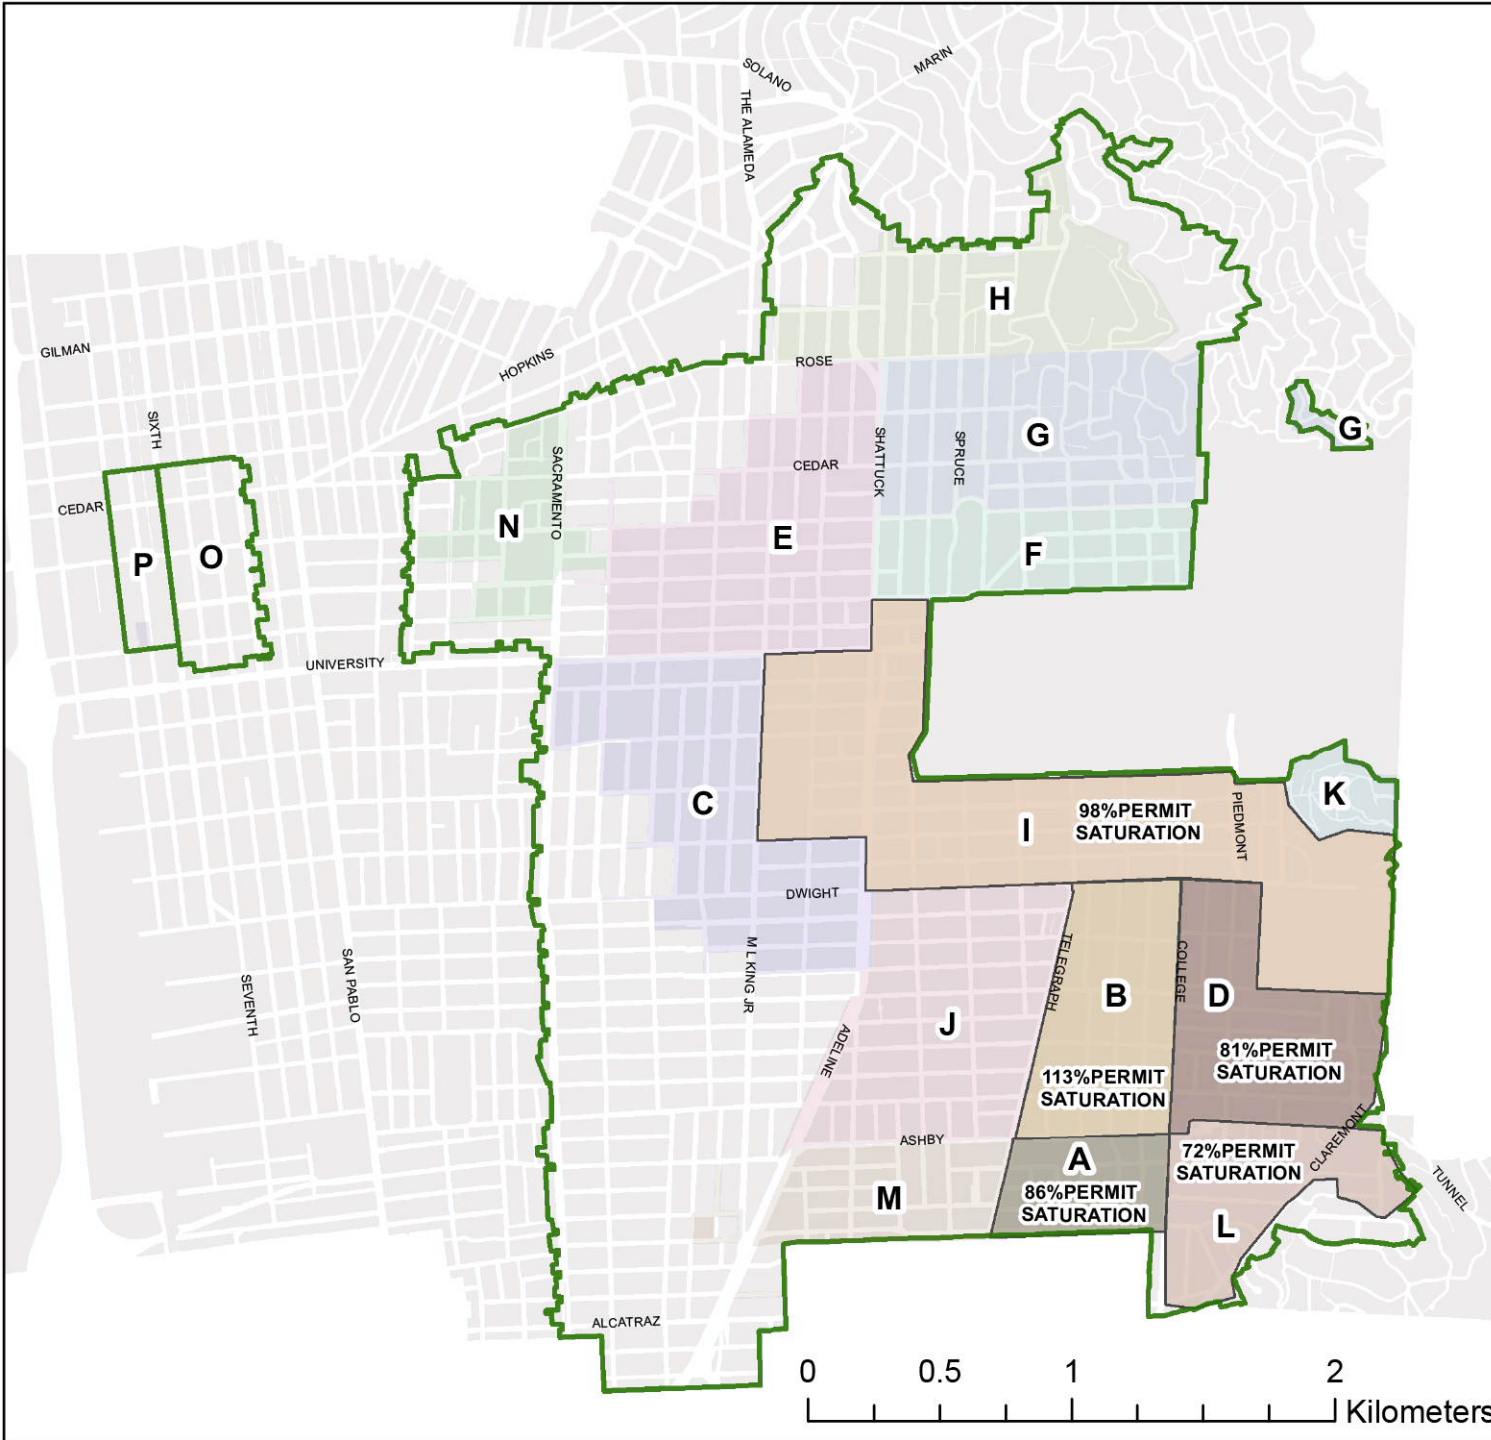 SOLANO
MARIN
THE ALAMEDA
H
GILMAN
HOPKINS
ROSE
SIXTH
G
G
SHATTUCK
SPRUCE
SACRAMENTO
CEDAR
CEDAR
N
E
F
P
O
UNIVERSITY
K
C
I
98%PERMIT
SATURATION
PIEDMONT
DWIGHT
TELEGRAPH
COLLEGE
M L KING JR
SAN PABLO
SEVENTH
B
D
J
ADELINE
81%PERMIT
SATURATION
113%PERMIT
SATURATION
ASHBY
CLAREMONT
A
72%PERMIT
SATURATION
TUNNEL
86%PERMIT
SATURATION
M
L
ALCATRAZ
0 0.5 1 2
Kilometers